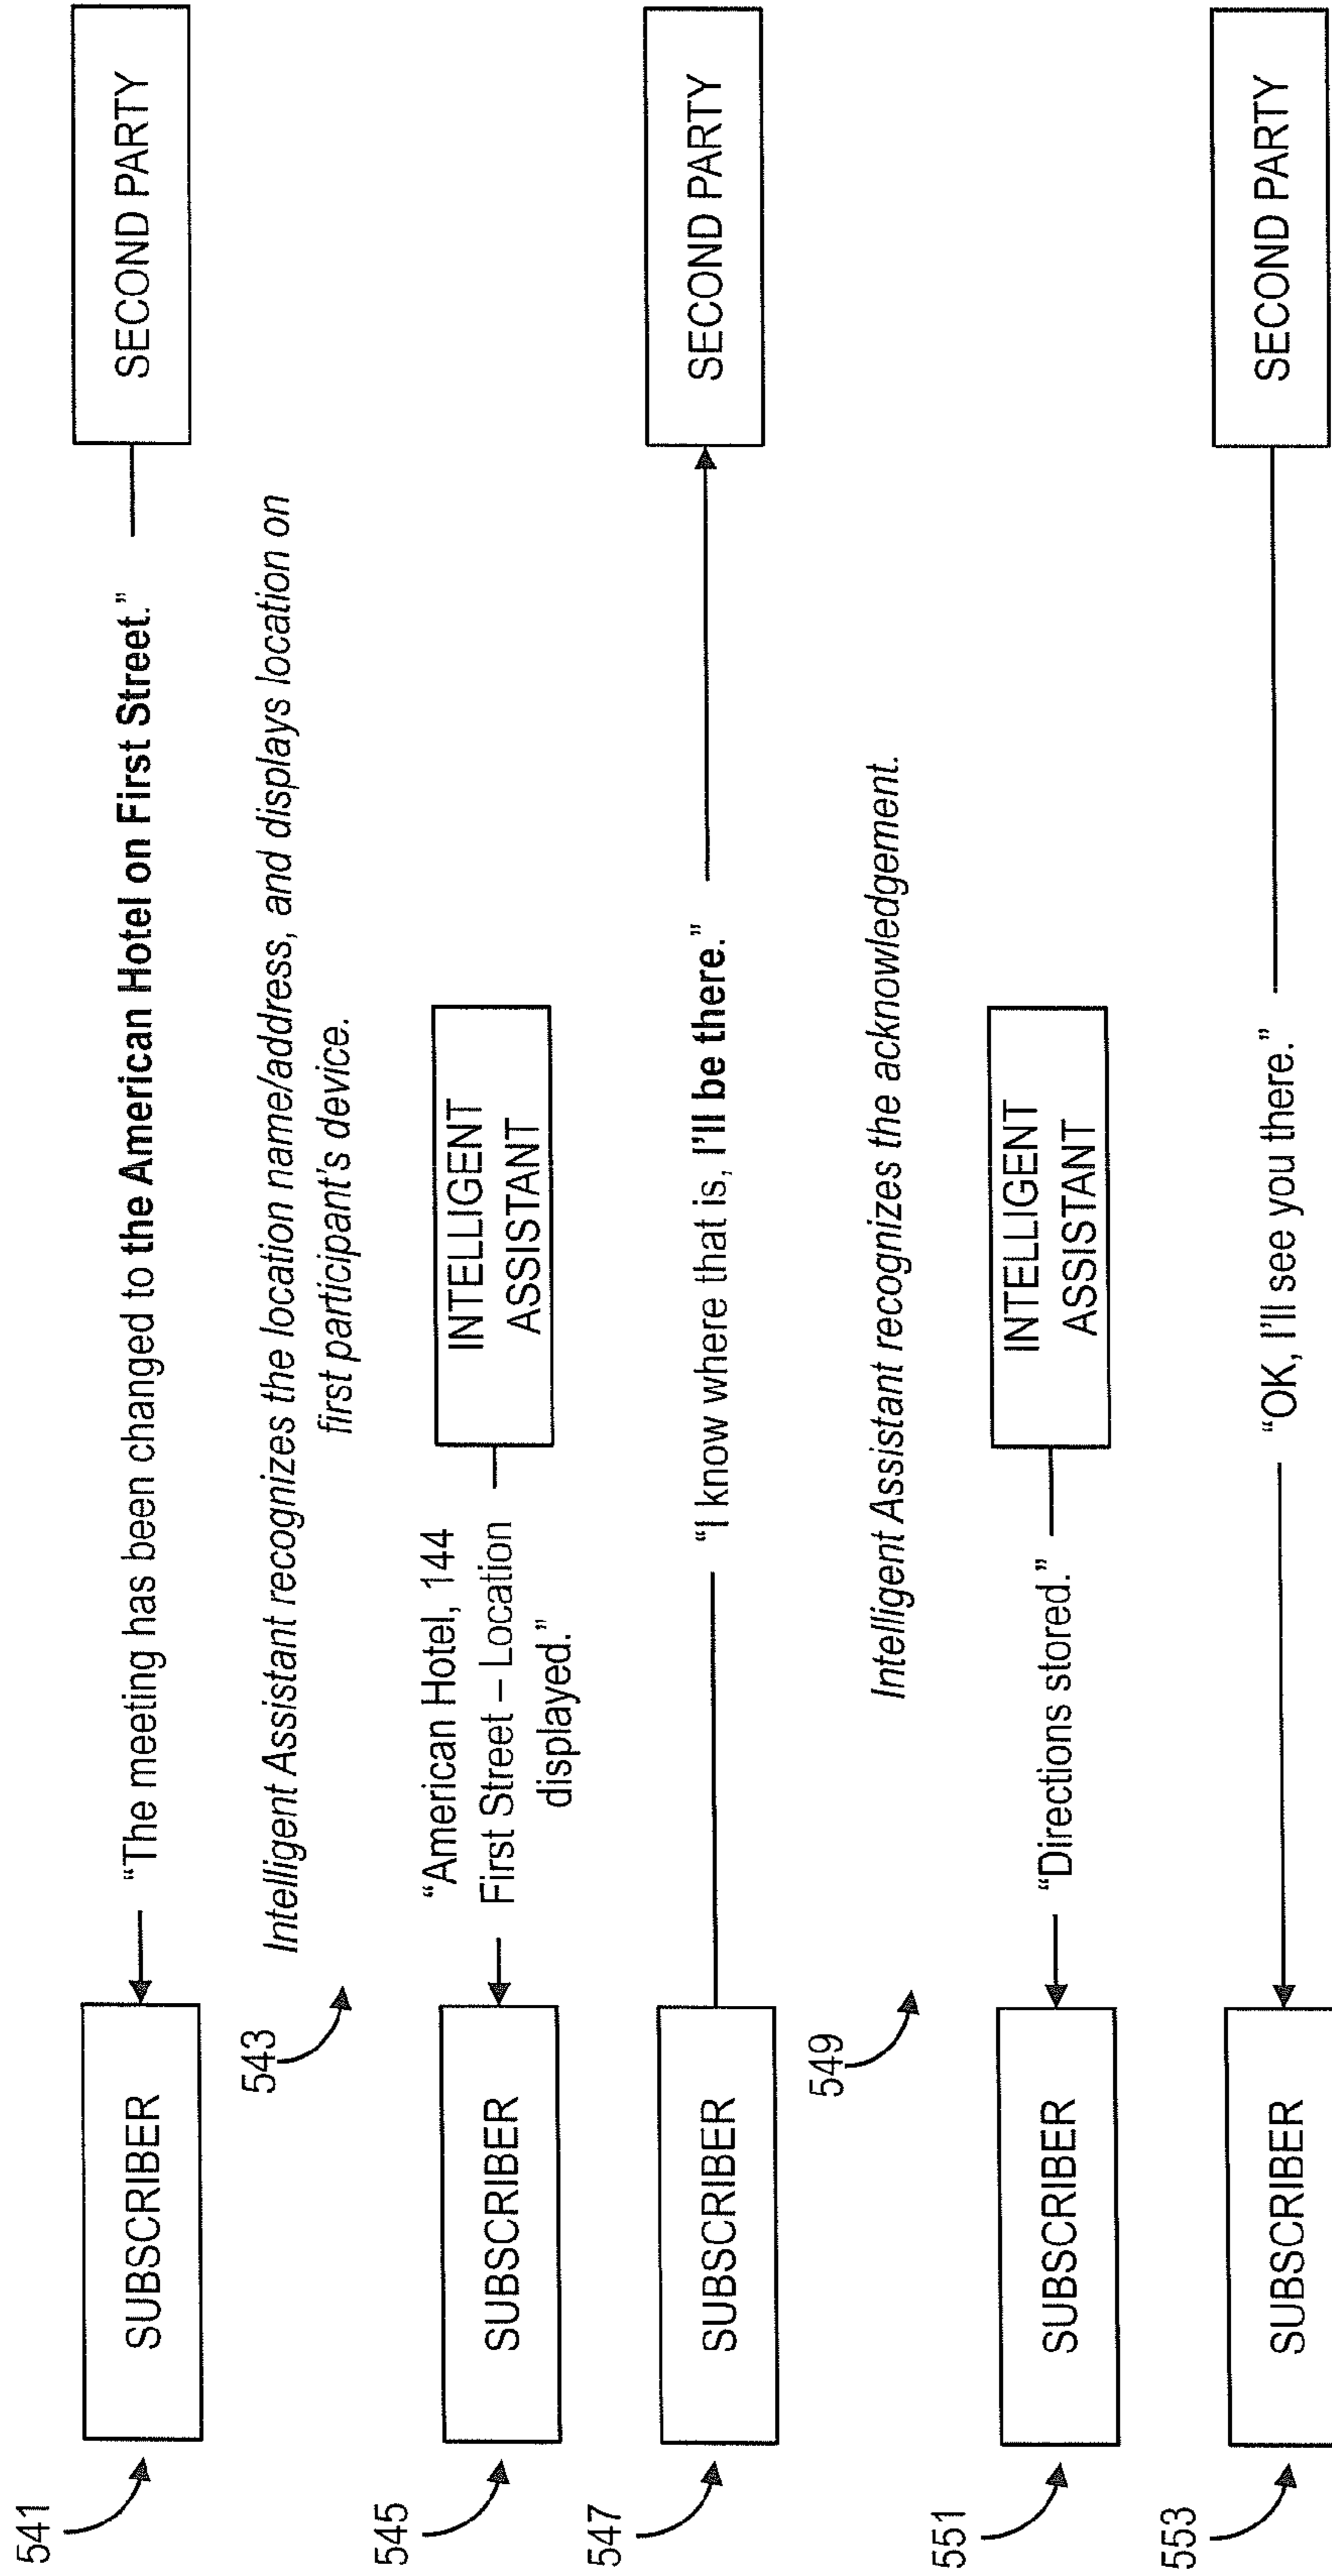 541
SUBSCRIBER
“The meeting has been changed to the American Hotel on First Street.”
SECOND PARTY
543
Intelligent Assistant recognizes the location name/address, and displays location on
first participant's device.
545
SUBSCRIBER
“American Hotel, 144
First Street – Location
displayed.”
INTELLIGENT
ASSISTANT
547
SUBSCRIBER
“I know where that is, I'll be there.”
SECOND PARTY
549
Intelligent Assistant recognizes the acknowledgement.
551
SUBSCRIBER
“Directions stored.”
INTELLIGENT
ASSISTANT
553
SUBSCRIBER
“OK, I'll see you there.”
SECOND PARTY